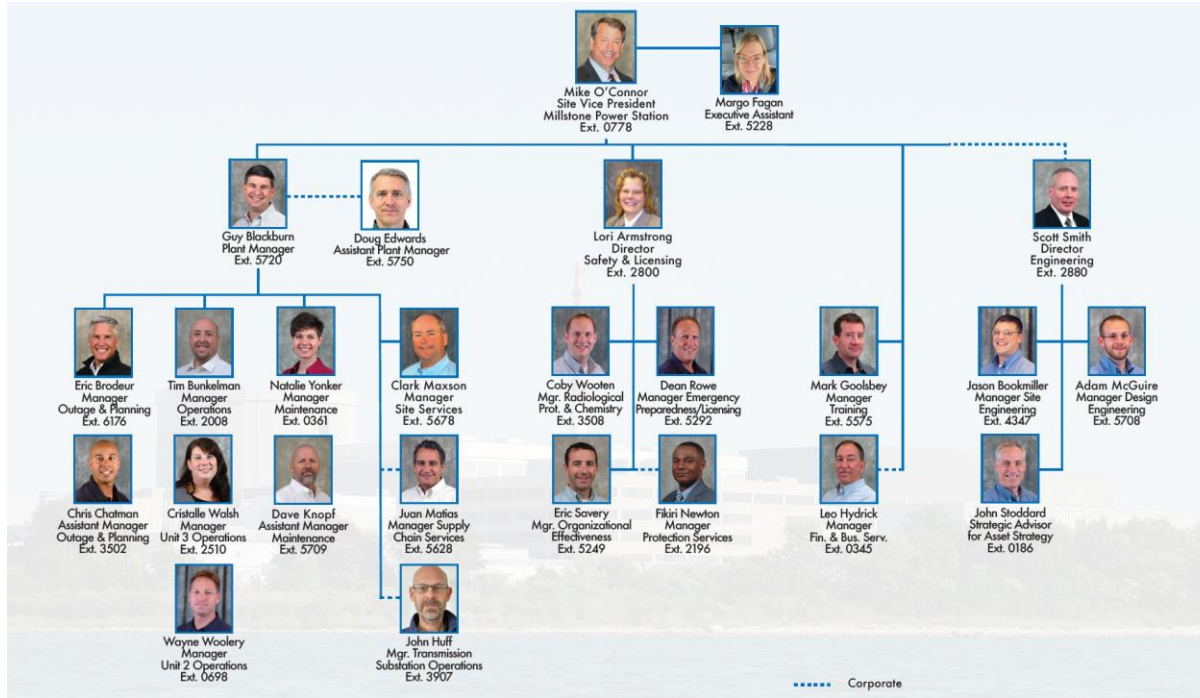 Mike O'Connor
Site Vice President
Millstone Power Station
Ext. 0778
Margo Fagan
Executive Assistant
Ext. 5228
Guy Blackburn
Plant Manager
Ext. 5720
Doug Edwards
Assistant Plant Manager
Ext. 5750
Lori Armstrong
Director
Safety & Licensing
Ext. 2800
Scott Smith
Director
Engineering
Ext. 2880
Eric Brodeur
Manager
Outage & Planning
Ext. 6176
Tim Bunkelman
Manager
Operations
Ext. 2008
Natalie Yonker
Manager
Maintenance
Ext. 0361
Clark Maxson
Manager
Site Services
Ext. 5678
Coby Wooten
Mgr. Radiological
Prot. & Chemistry
Ext. 3508
Dean Rowe
Manager Emergency
Preparedness/Licensing
Ext. 5292
Mark Goolsbey
Manager
Training
Ext. 5575
Jason Bookmiller
Manager Site
Engineering
Ext. 4347
Adam McGuire
Manager Design
Engineering
Ext. 5708
Chris Chatman
Assistant Manager
Outage & Planning
Ext. 3502
Cristalle Walsh
Manager
Unit 3 Operations
Ext. 2510
Dave Knopf
Assistant Manager
Maintenance
Ext. 5709
Juan Matias
Manager Supply
Chain Services
Ext. 5628
Eric Savery
Mgr. Organizational
Effectiveness
Ext. 5249
Fikiri Newton
Manager
Protection Services
Ext. 2196
Leo Hydrick
Manager
Fin. & Bus. Serv.
Ext. 0345
John Stoddard
Strategic Advisor
for Asset Strategy
Ext. 0186
Wayne Woolery
Manager
Unit 2 Operations
Ext. 0698
John Huff
Mgr. Transmission
Substation Operations
Ext. 3907
Corporate